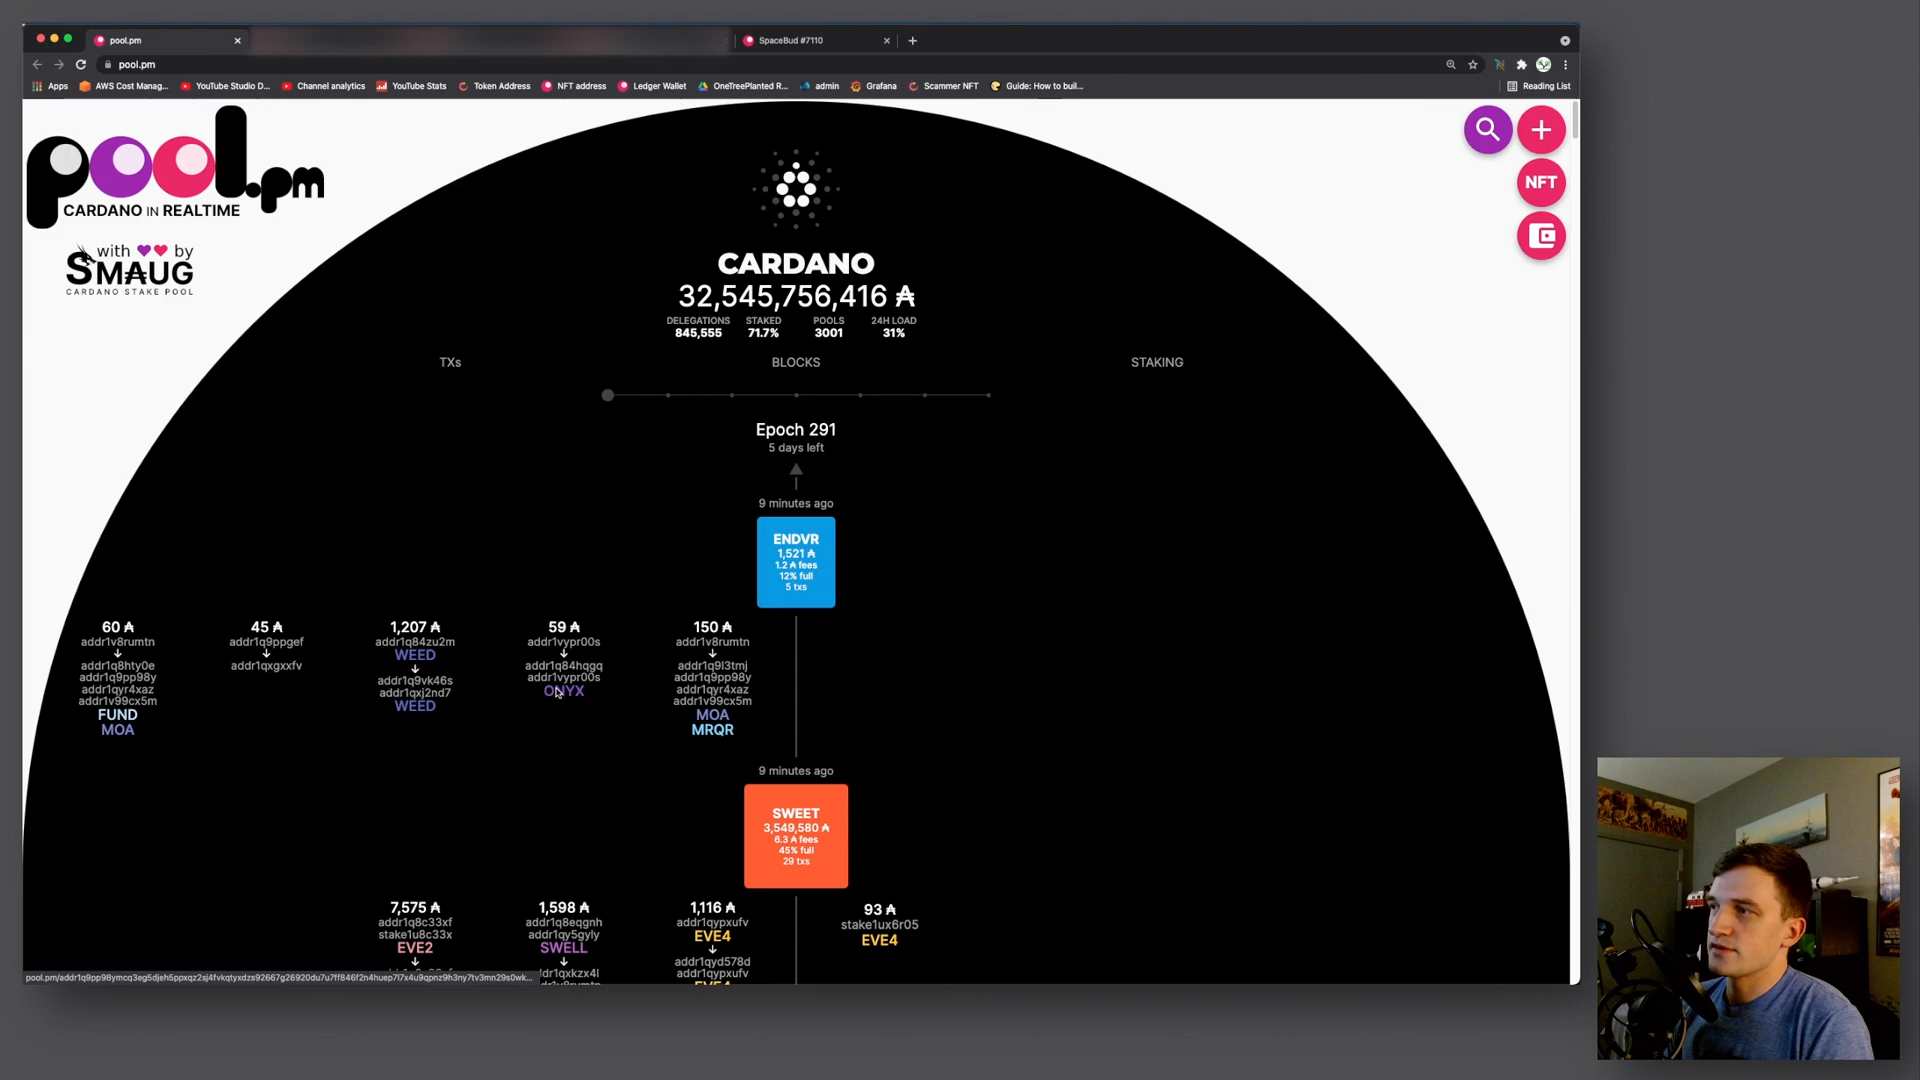 pool.pm
SpaceBud #7110
pool.pm
Apps
AWS Cost Manag...
YouTube Studio D...
Channel analytics
YouTube Stats
Token Address
NFT address
Ledger Wallet
OneTreePlanted R...
admin
Grafana
Scammer NFT
Guide: How to buil...
Reading List
pool.pm
CARDANO IN REALTIME
with by
SMAUG
CARDANO STAKE POOL
NFT
CARDANO
32,545,756,416 ₳
DELEGATIONS STAKED POOLS 24H LOAD
845,555 71.7% 3001 31%
TXs BLOCKS STAKING
Epoch 291
5 days left
9 minutes ago
ENDVR
1,521 ₳
1.2 ₳ fees
12% full
5 txs
60 ₳
addr1v8rumtn
addr1q8hty0e
addr1q9pp98y
addr1qyr4xaz
addr1v99cx5m
FUND
MOA
45 ₳
addr1q9ppgef
addr1qxgxxfv
1,207 ₳
addr1q84zu2m
WEED
addr1q9vk46s
addr1qxj2nd7
WEED
59 ₳
addr1vypr00s
addr1q84hqgq
addr1vypr00s
ONYX
150 ₳
addr1v8rumtn
addr1q9l3tmj
addr1q9pp98y
addr1qyr4xaz
addr1v99cx5m
MOA
MRQR
9 minutes ago
SWEET
3,549,580 ₳
6.3 ₳ fees
45% full
29 txs
7,575 ₳
addr1q8c33xf
stake1u8c33x
EVE2
1,598 ₳
addr1q8eqgnh
addr1qy5gyly
SWELL
1,116 ₳
addr1qypxufv
EVE4
addr1qyd578d
addr1qypxufv
EVE4
93 ₳
stake1ux6r05
EVE4